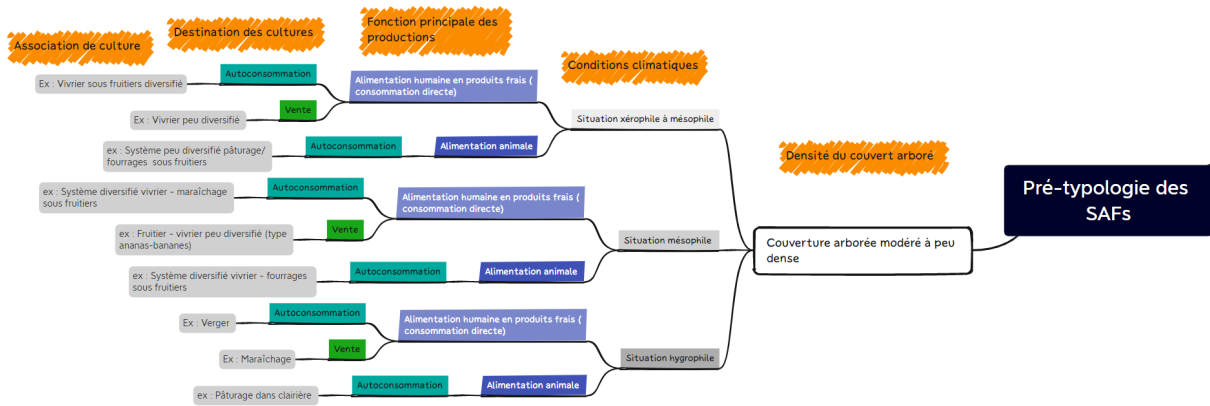 Association de culture
Destination des cultures
Fonction principale des
productions
Conditions climatiques
Densité du couvert arboré
Pré-typologie des
SAFs
Couverture arborée modéré à peu
dense
Situation xérophile à mésophile
Alimentation humaine en produits frais (
consommation directe)
Autoconsommation
Ex : Vivrier sous fruitiers diversifié
Vente
Ex : Vivrier peu diversifié
Alimentation animale
Autoconsommation
ex : Système peu diversifié pâturage/
fourrages sous fruitiers
Situation mésophile
Alimentation humaine en produits frais (
consommation directe)
Autoconsommation
ex : Système diversifié vivrier - maraîchage
sous fruitiers
Vente
ex : Fruitier - vivrier peu diversifié (type
ananas-bananes)
Alimentation animale
Autoconsommation
ex : Système diversifié vivrier - fourrages
sous fruitiers
Situation hygrophile
Alimentation humaine en produits frais (
consommation directe)
Autoconsommation
Ex : Verger
Vente
Ex : Maraîchage
Alimentation animale
Autoconsommation
ex : Pâturage dans clairière